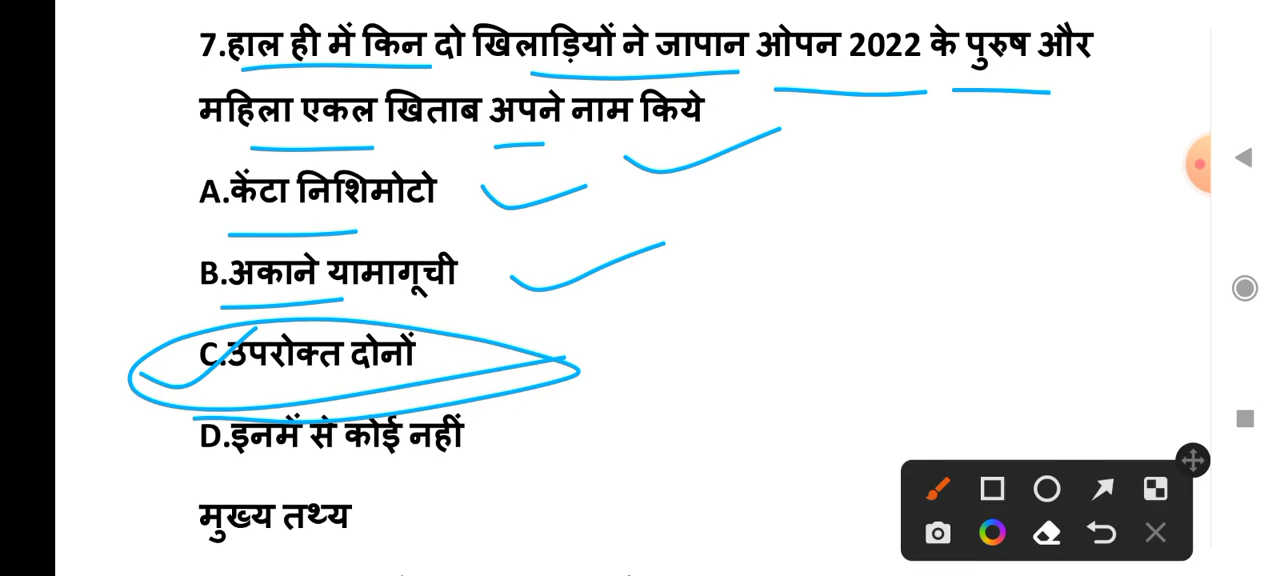 7.हाल ही में किन दो खिलाड़ियों ने जापान ओपन 2022 के पुरुष और
महिला एकल खिताब अपने नाम किये
A.केंटा निशिमोटो
B.अकाने यामागूची
C.उपरोक्त दोनों
D.इनमें से कोई नहीं
मुख्य तथ्य